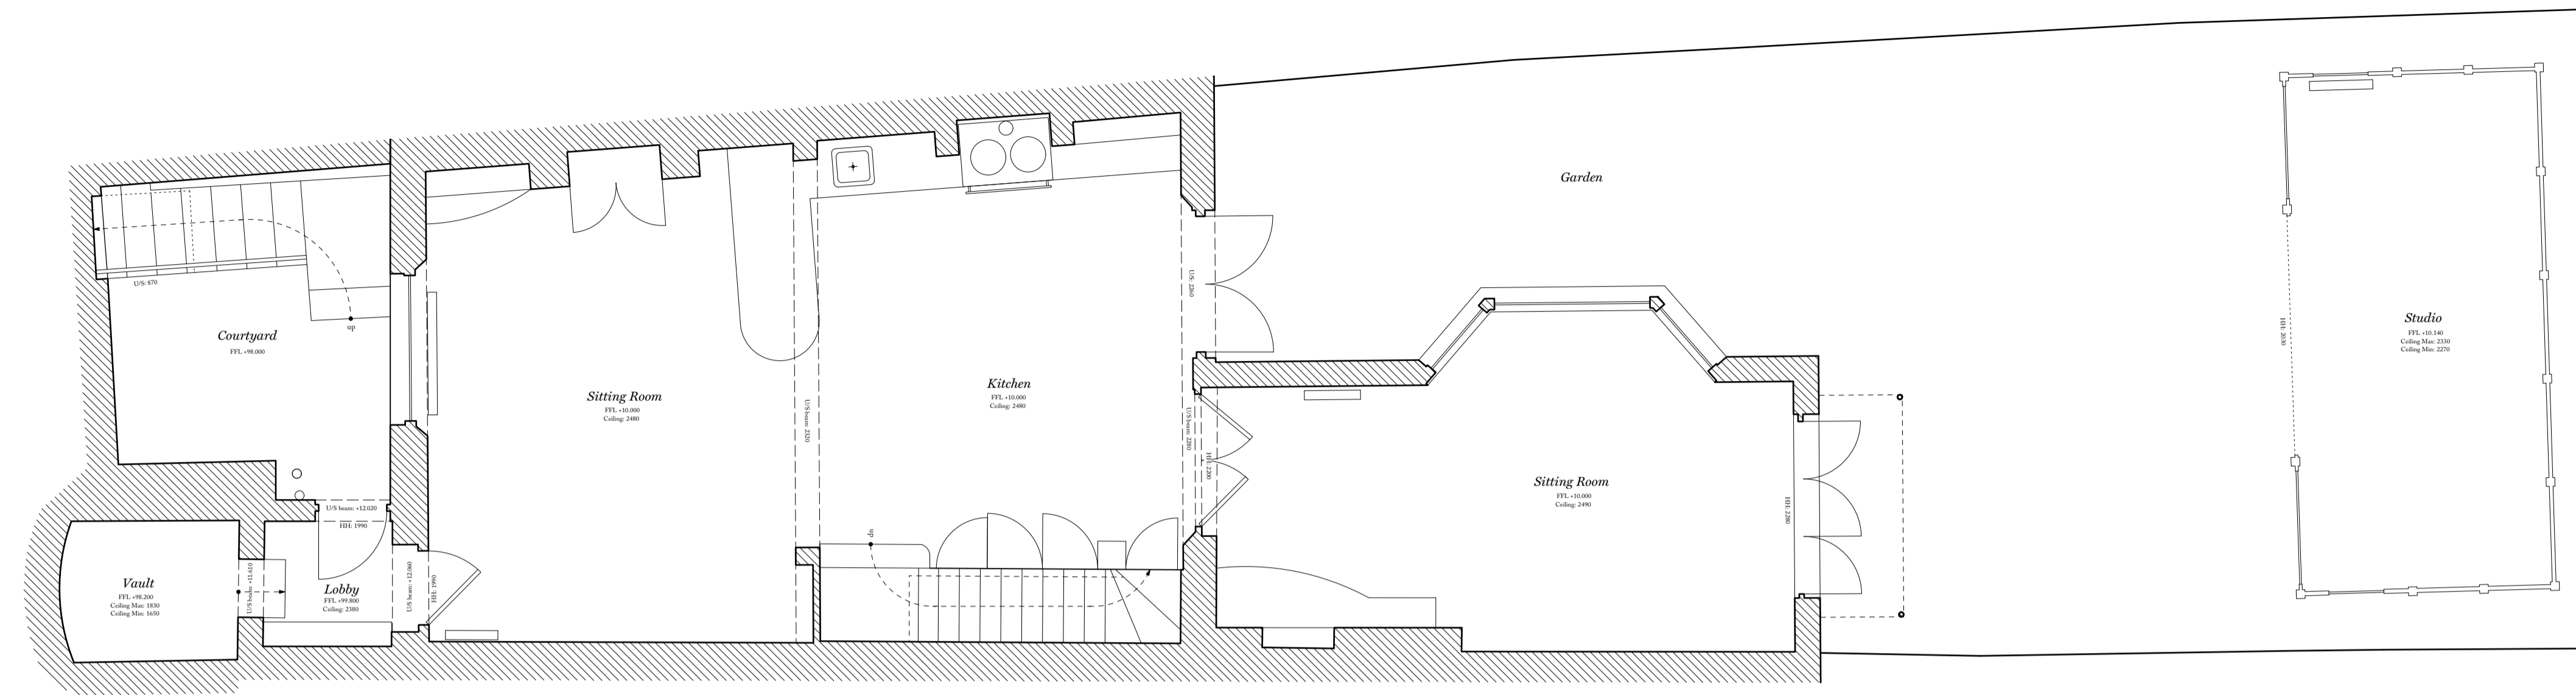 Garden
U/S: 870
U/S: 2260
up
Courtyard
FFL +98.000
Studio
FFL +10.140
Ceiling Max: 2330
Ceiling Min: 2270
HH: 2030
Sitting Room
FFL +10.000
Ceiling: 2480
U/S beam: 2320
Kitchen
FFL +10.000
Ceiling: 2480
U/S beam: 2280
HH: 2200
Sitting Room
FFL +10.000
Ceiling: 2490
HH: 2280
U/S beam: +12.020
HH: 1990
dn
Vault
FFL +98.200
Ceiling Max: 1830
Ceiling Min: 1650
U/S beam: +11.610
Lobby
FFL +99.800
Ceiling: 2380
U/S beam: +12.060
HH: 1990